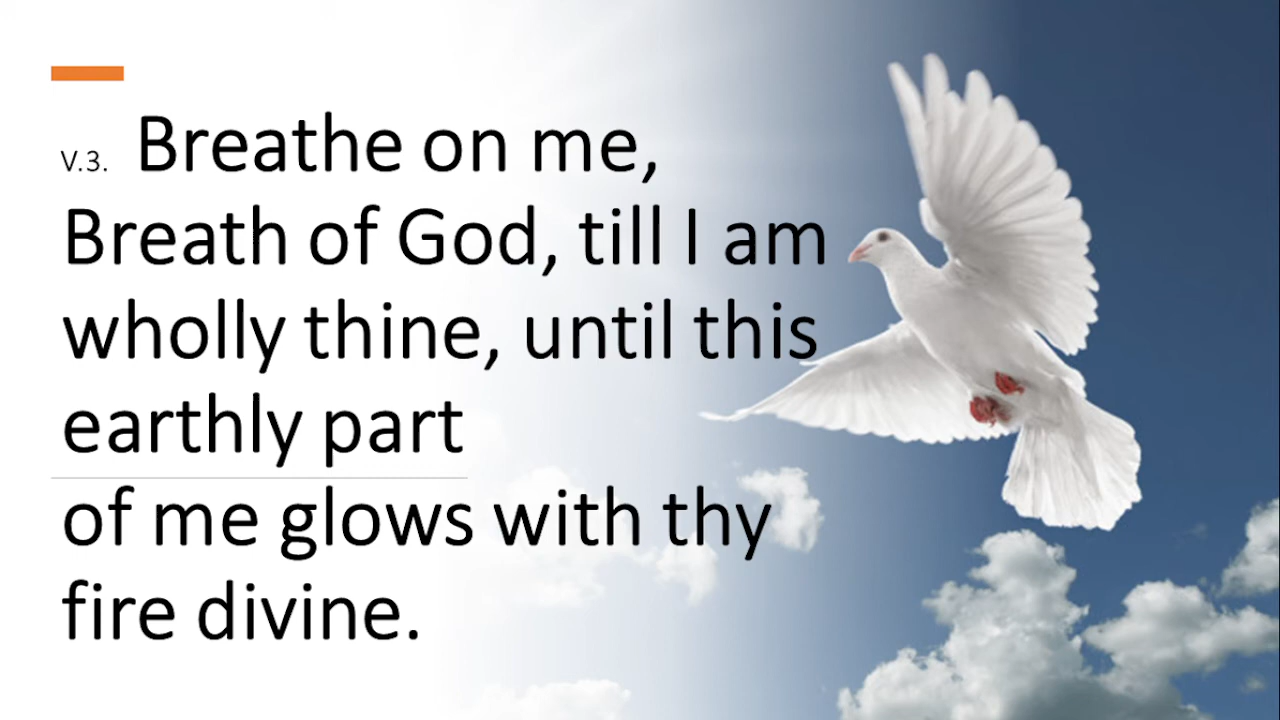 V.3. Breathe on me,
Breath of God, till I am
wholly thine, until this
earthly part
of me glows with thy
fire divine.